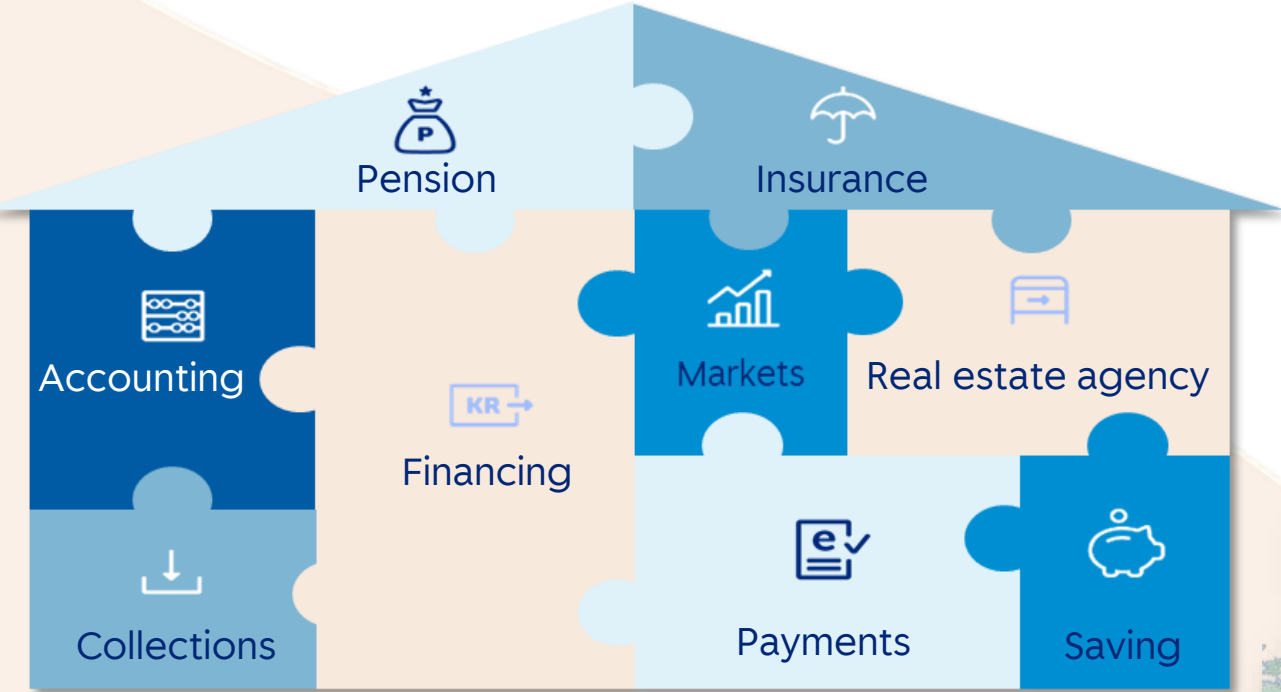 P
Pension
Insurance
Accounting
Markets
Real estate agency
KR
Financing
e
Collections
Payments
Saving